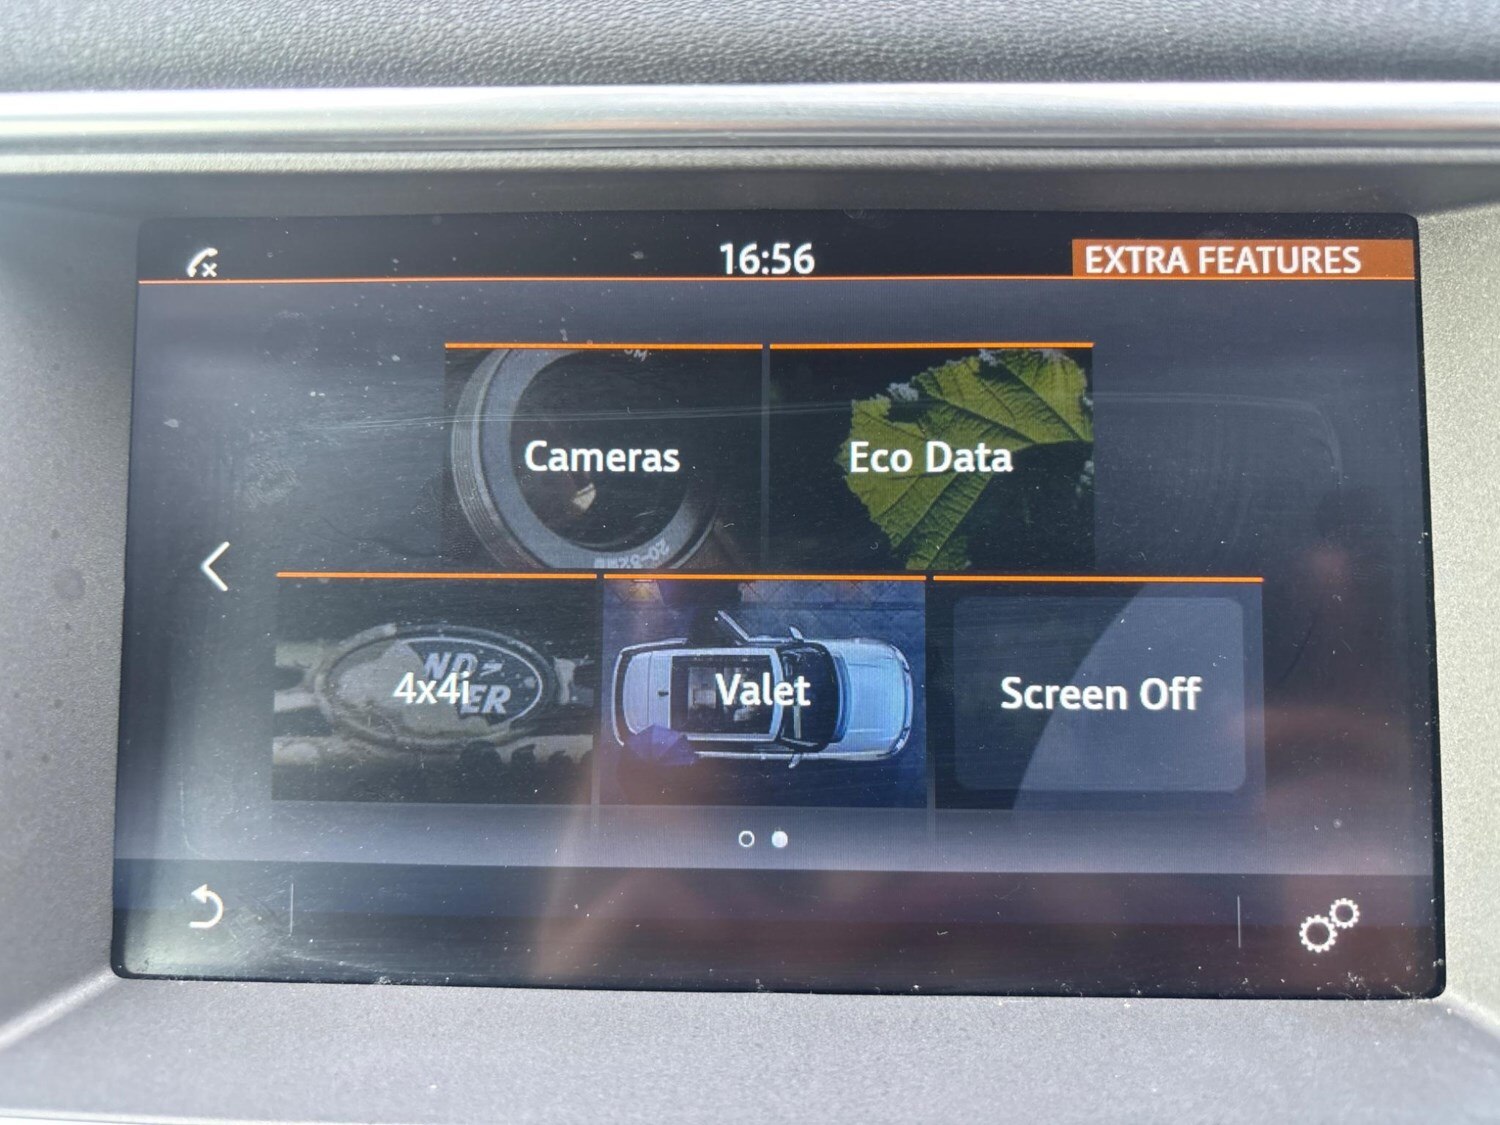 16:56
EXTRA FEATURES
Cameras
Eco Data
4x4i
Valet
Screen Off